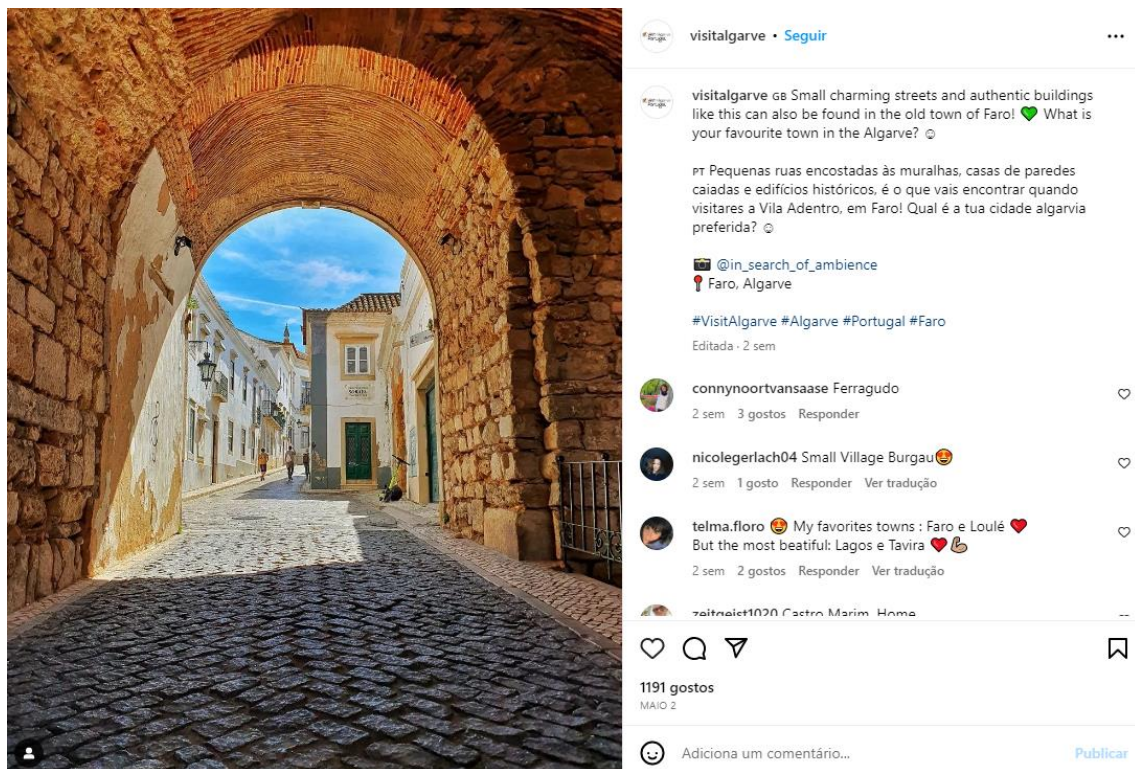 visitalgarve • Seguir
visitalgarve GB Small charming streets and authentic buildings
like this can also be found in the old town of Faro! 💚 What is
your favourite town in the Algarve? ☺
PT Pequenas ruas encostadas às muralhas, casas de paredes
caiadas e edifícios históricos, é o que vais encontrar quando
visitares a Vila Adentro, em Faro! Qual é a tua cidade algarvia
preferida? ☺
📷 @in_search_of_ambience
📍 Faro, Algarve
#VisitAlgarve #Algarve #Portugal #Faro
Editada · 2 sem
connynoortvansaase Ferragudo
2 sem 3 gostos Responder
nicolegerlach04 Small Village Burgau🤩
2 sem 1 gosto Responder Ver tradução
telma.floro 🤩 My favorites towns : Faro e Loulé ❤️
But the most beatiful: Lagos e Tavira ❤️💪🏼
2 sem 2 gostos Responder Ver tradução
zeitgeist1020 Castro Marim, Home
1191 gostos
MAIO 2
Adiciona um comentário...
Publicar